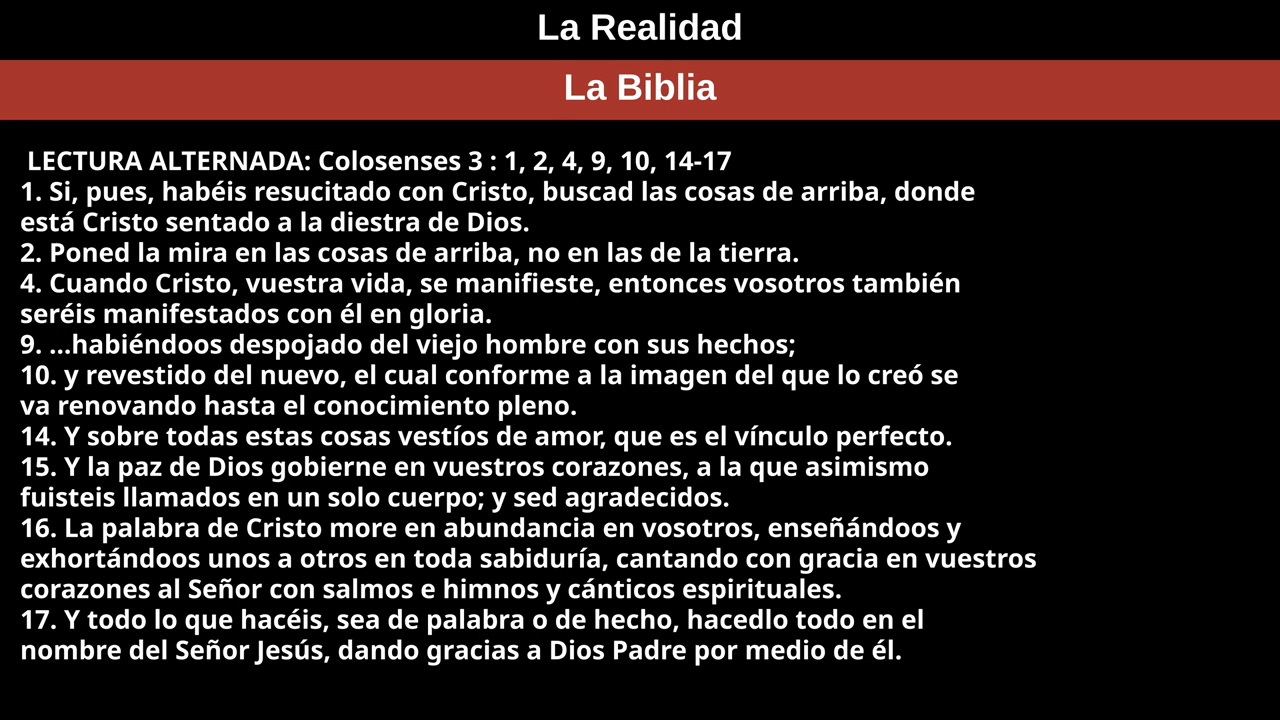 La Realidad
La Biblia
LECTURA ALTERNADA: Colosenses 3 : 1, 2, 4, 9, 10, 14-17
1. Si, pues, habéis resucitado con Cristo, buscad las cosas de arriba, donde
está Cristo sentado a la diestra de Dios.
2. Poned la mira en las cosas de arriba, no en las de la tierra.
4. Cuando Cristo, vuestra vida, se manifieste, entonces vosotros también
seréis manifestados con él en gloria.
9. ...habiéndoos despojado del viejo hombre con sus hechos;
10. y revestido del nuevo, el cual conforme a la imagen del que lo creó se
va renovando hasta el conocimiento pleno.
14. Y sobre todas estas cosas vestíos de amor, que es el vínculo perfecto.
15. Y la paz de Dios gobierne en vuestros corazones, a la que asimismo
fuisteis llamados en un solo cuerpo; y sed agradecidos.
16. La palabra de Cristo more en abundancia en vosotros, enseñándoos y
exhortándoos unos a otros en toda sabiduría, cantando con gracia en vuestros
corazones al Señor con salmos e himnos y cánticos espirituales.
17. Y todo lo que hacéis, sea de palabra o de hecho, hacedlo todo en el
nombre del Señor Jesús, dando gracias a Dios Padre por medio de él.